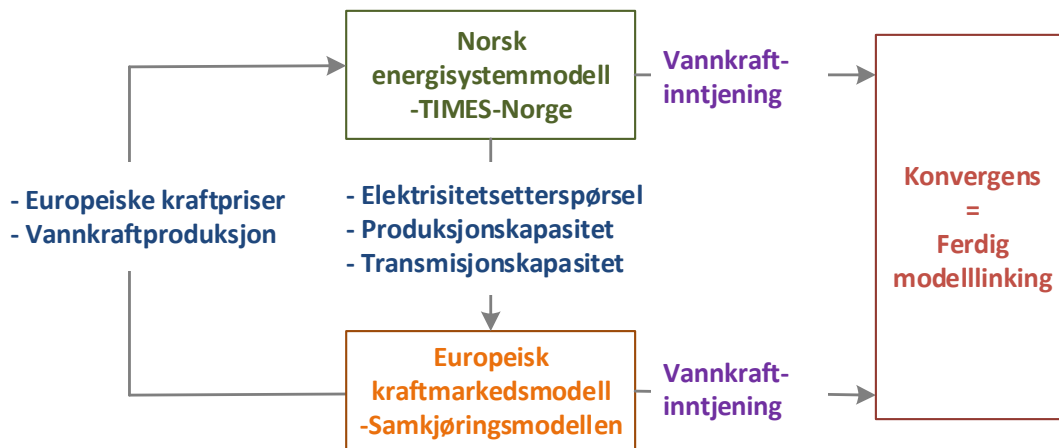 Norsk
energisystemmodell
-TIMES-Norge
Vannkraft-
inntjening
- Europeiske kraftpriser
- Vannkraftproduksjon
- Elektrisitetsetterspørsel
- Produksjonskapasitet
- Transmisjonskapasitet
Konvergens
=
Ferdig
modelllinking
Europeisk
kraftmarkedsmodell
-Samkjøringsmodellen
Vannkraft-
inntjening